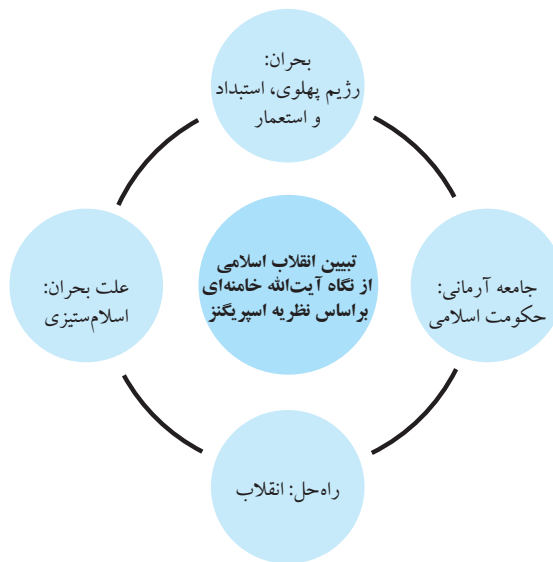 بحران:
رژیم پهلوی، استبداد
و استعمار
تبیین انقلاب اسلامی
از نگاه آیت‌الله خامنه‌ای
براساس نظریه اسپریگنز
جامعه آرمانی:
حکومت اسلامی
علت بحران:
اسلام‌ستیزی
راه‌حل: انقلاب